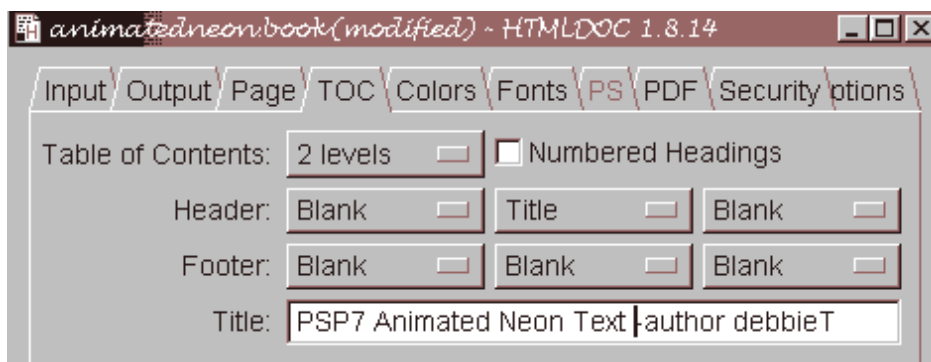 animatedneon.book (modified) - HTMLDOC 1.8.14
Input Output Page TOC Colors Fonts PS PDF Security ptions
Table of Contents: 2 levels Numbered Headings
Header: Blank Title Blank
Footer: Blank Blank Blank
Title: PSP7 Animated Neon Text -author debbieT